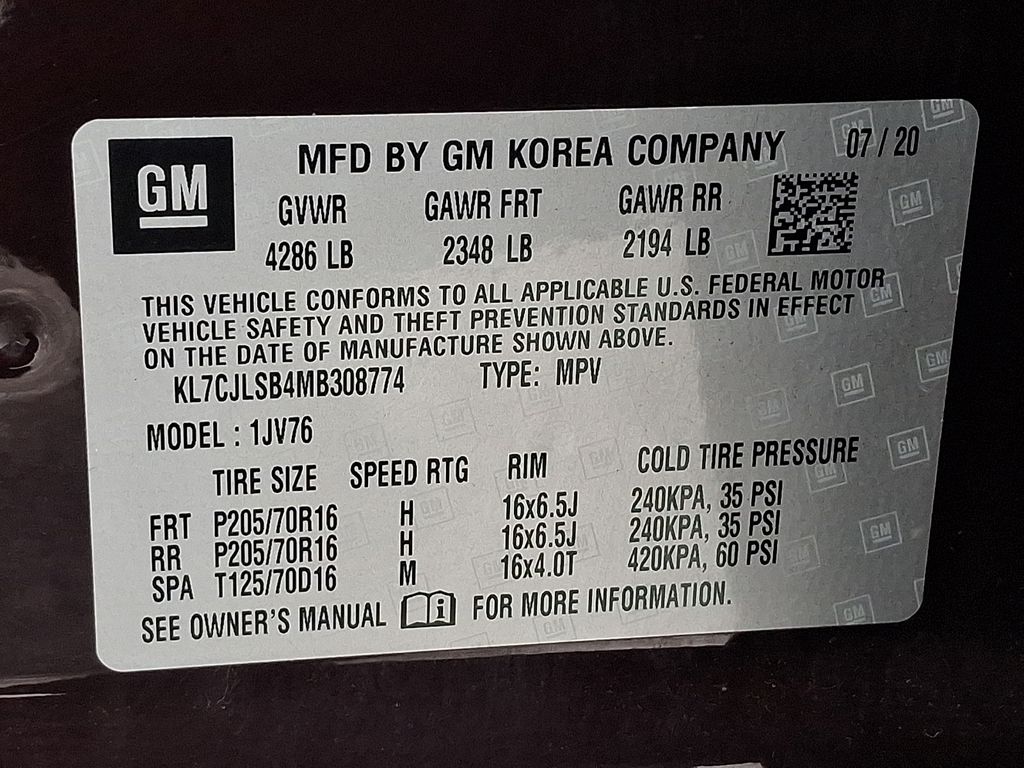 GM
MFD BY GM KOREA COMPANY 07 / 20
GVWR GAWR FRT GAWR RR
4286 LB 2348 LB 2194 LB
THIS VEHICLE CONFORMS TO ALL APPLICABLE U.S. FEDERAL MOTOR
VEHICLE SAFETY AND THEFT PREVENTION STANDARDS IN EFFECT
ON THE DATE OF MANUFACTURE SHOWN ABOVE.
KL7CJLSB4MB308774 TYPE: MPV
MODEL : 1JV76
TIRE SIZE SPEED RTG RIM COLD TIRE PRESSURE
FRT P205/70R16 H 16x6.5J 240KPA, 35 PSI
RR P205/70R16 H 16x6.5J 240KPA, 35 PSI
SPA T125/70D16 M 16x4.0T 420KPA, 60 PSI
SEE OWNER'S MANUAL i FOR MORE INFORMATION.